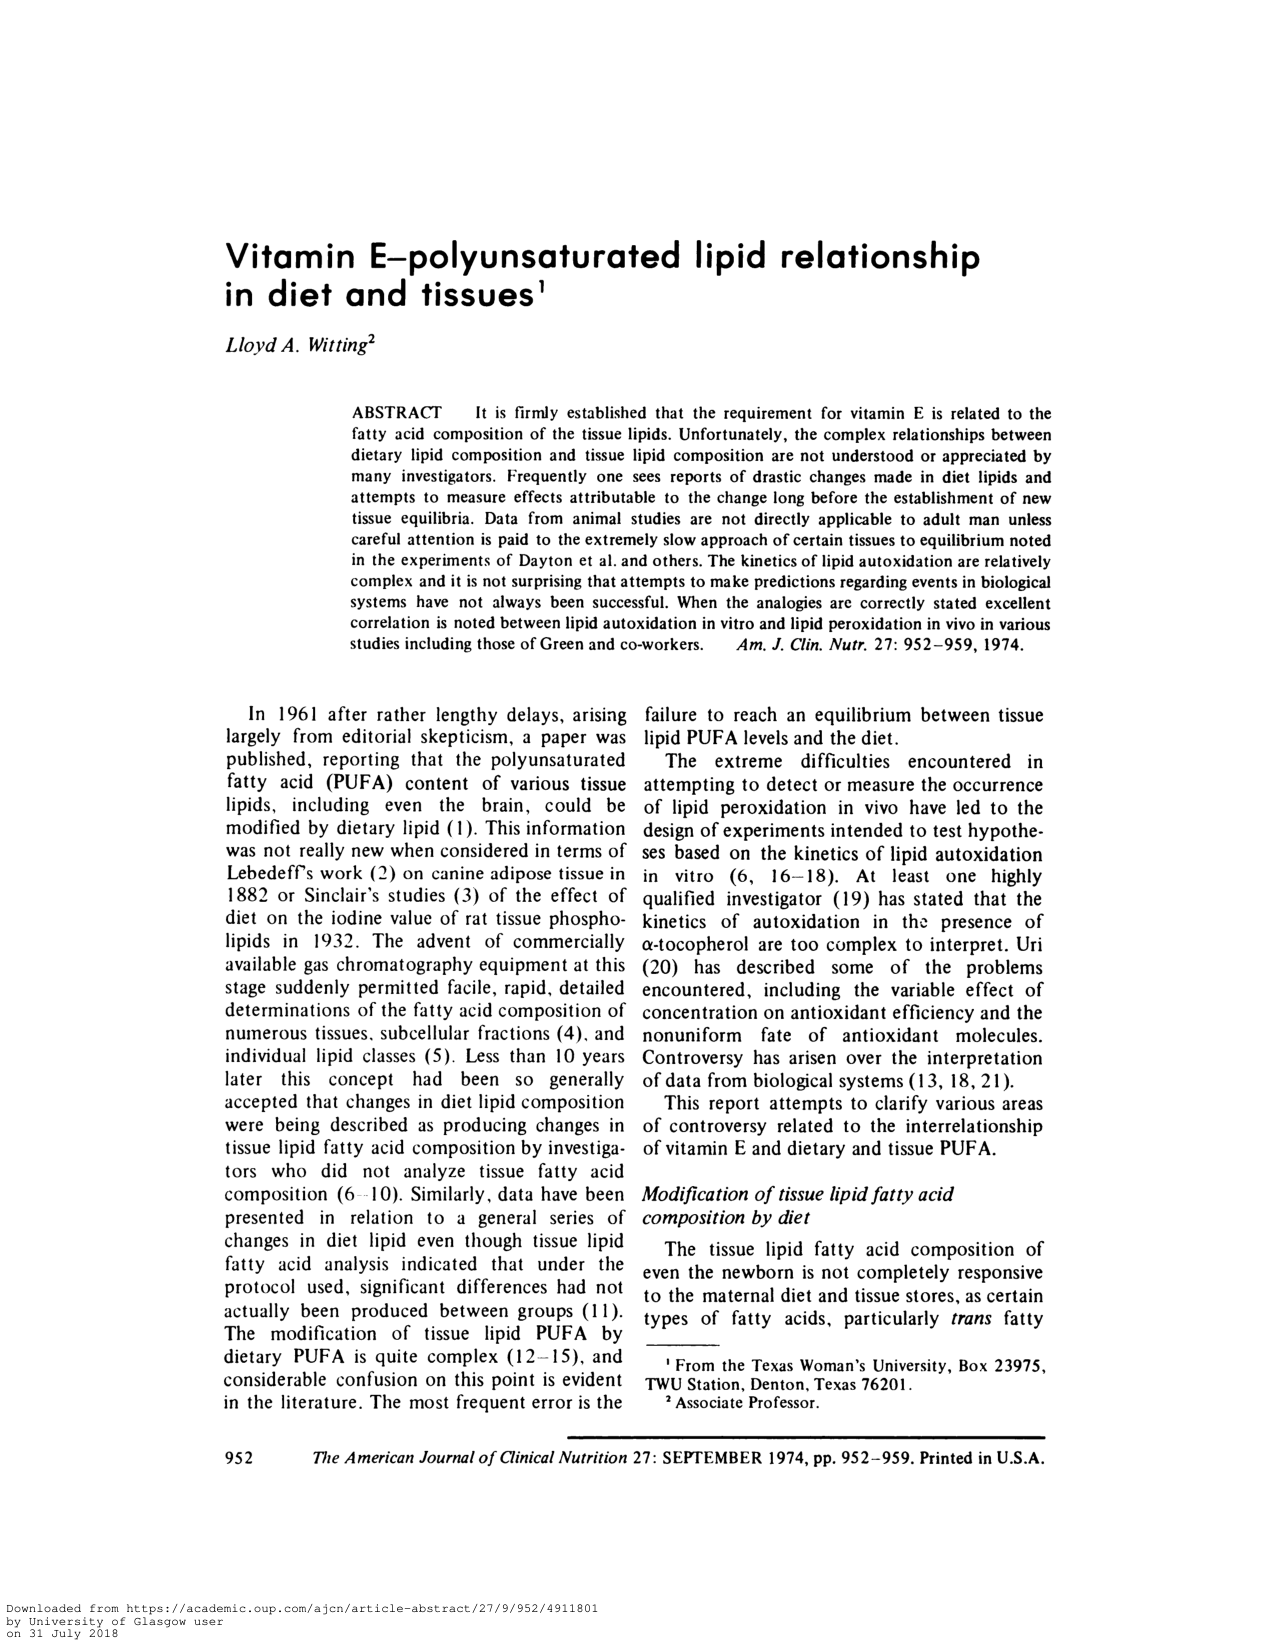 Vitamin E–polyunsaturated lipid relationship
in diet and tissues¹
Lloyd A. Witting²
ABSTRACT It is firmly established that the requirement for vitamin E is related to the
fatty acid composition of the tissue lipids. Unfortunately, the complex relationships between
dietary lipid composition and tissue lipid composition are not understood or appreciated by
many investigators. Frequently one sees reports of drastic changes made in diet lipids and
attempts to measure effects attributable to the change long before the establishment of new
tissue equilibria. Data from animal studies are not directly applicable to adult man unless
careful attention is paid to the extremely slow approach of certain tissues to equilibrium noted
in the experiments of Dayton et al. and others. The kinetics of lipid autoxidation are relatively
complex and it is not surprising that attempts to make predictions regarding events in biological
systems have not always been successful. When the analogies are correctly stated excellent
correlation is noted between lipid autoxidation in vitro and lipid peroxidation in vivo in various
studies including those of Green and co-workers. Am. J. Clin. Nutr. 27: 952–959, 1974.
In 1961 after rather lengthy delays, arising
largely from editorial skepticism, a paper was
published, reporting that the polyunsaturated
fatty acid (PUFA) content of various tissue
lipids, including even the brain, could be
modified by dietary lipid (1). This information
was not really new when considered in terms of
Lebedeff's work (2) on canine adipose tissue in
1882 or Sinclair's studies (3) of the effect of
diet on the iodine value of rat tissue phospho-
lipids in 1932. The advent of commercially
available gas chromatography equipment at this
stage suddenly permitted facile, rapid, detailed
determinations of the fatty acid composition of
numerous tissues, subcellular fractions (4), and
individual lipid classes (5). Less than 10 years
later this concept had been so generally
accepted that changes in diet lipid composition
were being described as producing changes in
tissue lipid fatty acid composition by investiga-
tors who did not analyze tissue fatty acid
composition (6–10). Similarly, data have been
presented in relation to a general series of
changes in diet lipid even though tissue lipid
fatty acid analysis indicated that under the
protocol used, significant differences had not
actually been produced between groups (11).
The modification of tissue lipid PUFA by
dietary PUFA is quite complex (12–15), and
considerable confusion on this point is evident
in the literature. The most frequent error is the
failure to reach an equilibrium between tissue
lipid PUFA levels and the diet.
The extreme difficulties encountered in
attempting to detect or measure the occurrence
of lipid peroxidation in vivo have led to the
design of experiments intended to test hypothe-
ses based on the kinetics of lipid autoxidation
in vitro (6, 16–18). At least one highly
qualified investigator (19) has stated that the
kinetics of autoxidation in the presence of
α-tocopherol are too complex to interpret. Uri
(20) has described some of the problems
encountered, including the variable effect of
concentration on antioxidant efficiency and the
nonuniform fate of antioxidant molecules.
Controversy has arisen over the interpretation
of data from biological systems (13, 18, 21).
This report attempts to clarify various areas
of controversy related to the interrelationship
of vitamin E and dietary and tissue PUFA.
Modification of tissue lipid fatty acid
composition by diet
The tissue lipid fatty acid composition of
even the newborn is not completely responsive
to the maternal diet and tissue stores, as certain
types of fatty acids, particularly trans fatty
¹ From the Texas Woman's University, Box 23975,
TWU Station, Denton, Texas 76201.
² Associate Professor.
952 The American Journal of Clinical Nutrition 27: SEPTEMBER 1974, pp. 952–959. Printed in U.S.A.
Downloaded from https://academic.oup.com/ajcn/article-abstract/27/9/952/4911801
by University of Glasgow user
on 31 July 2018